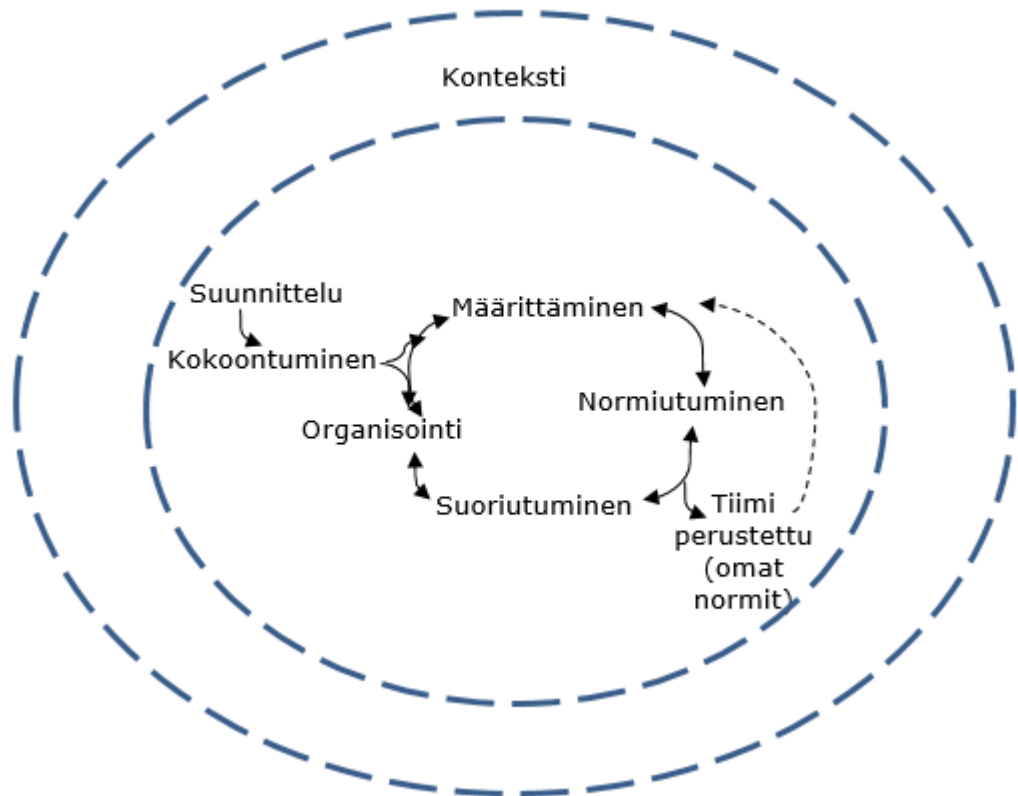 Konteksti
Suunnittelu
Määrittäminen
Kokoontuminen
Normiutuminen
Organisointi
Suoriutuminen
Tiimi
perustettu
(omat
normit)